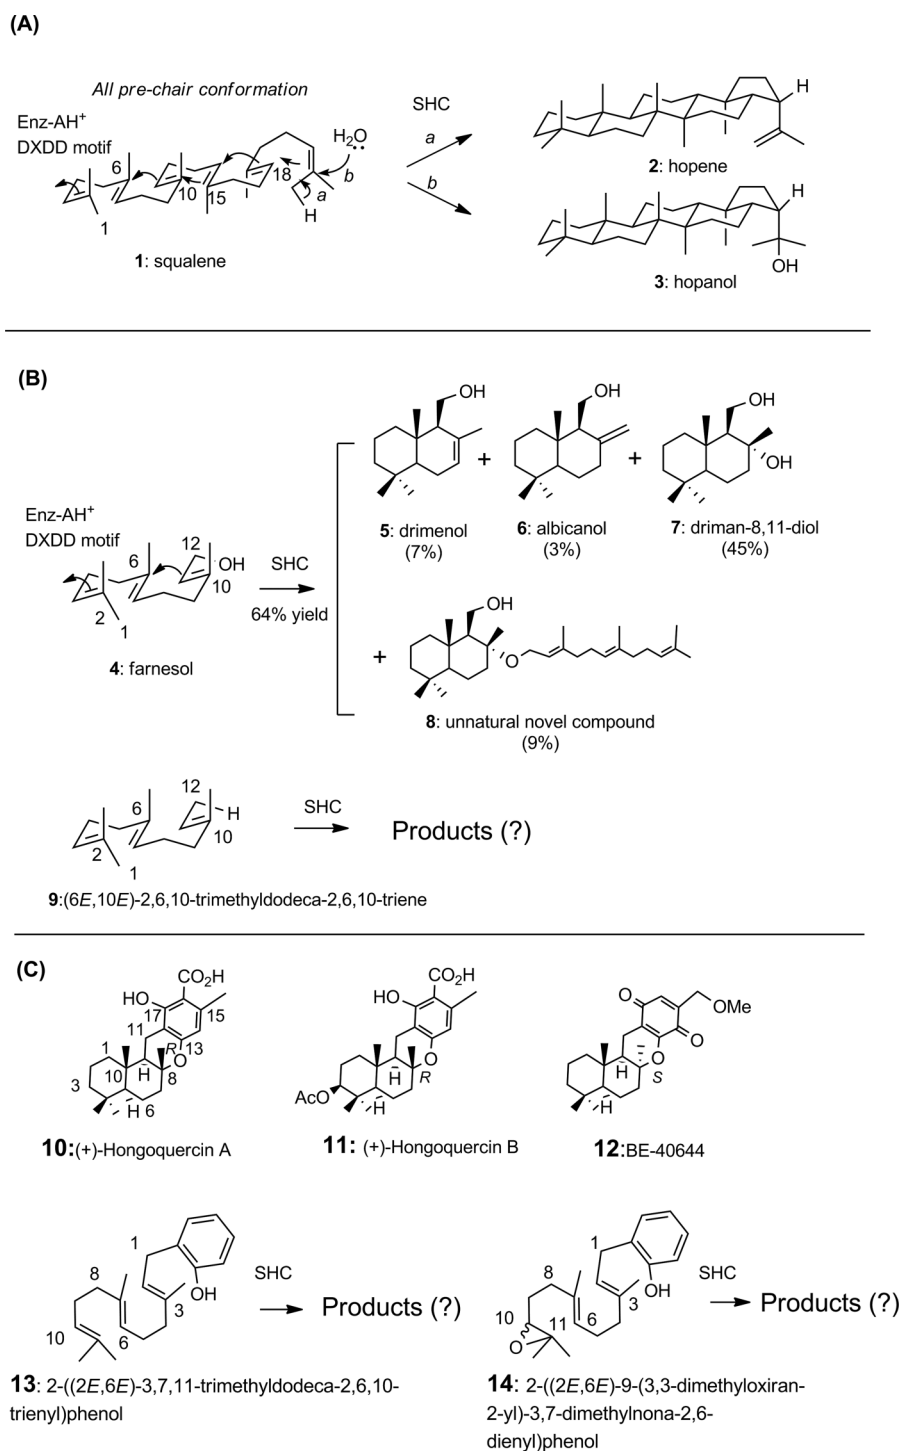 (A)
All pre-chair conformation
Enz-AH+
DXDD motif
6
10
15
18
1
H2O
a
b
H
1: squalene
SHC
a
b
H
2: hopene
H
OH
3: hopanol
(B)
Enz-AH+
DXDD motif
6
12
OH
10
2
1
4: farnesol
SHC
64% yield
OH
5: drimenol
(7%)
+
OH
6: albicanol
(3%)
+
OH
OH
7: driman-8,11-diol
(45%)
+
OH
O
8: unnatural novel compound
(9%)
6
12
H
10
2
1
SHC
Products (?)
9:(6E,10E)-2,6,10-trimethyldodeca-2,6,10-triene
(C)
CO2H
HO
17
15
11
13
1
R
O
10
H
8
3
H
6
10:(+)-Hongoquercin A
CO2H
HO
O
H
R
AcO
H
11: (+)-Hongoquercin B
O
OMe
O
O
H
S
H
12:BE-40644
1
8
OH
3
10
6
SHC
Products (?)
13: 2-((2E,6E)-3,7,11-trimethyldodeca-2,6,10-
trienyl)phenol
1
8
OH
3
10
11
6
O
SHC
Products (?)
14: 2-((2E,6E)-9-(3,3-dimethyloxiran-
2-yl)-3,7-dimethylnona-2,6-
dienyl)phenol